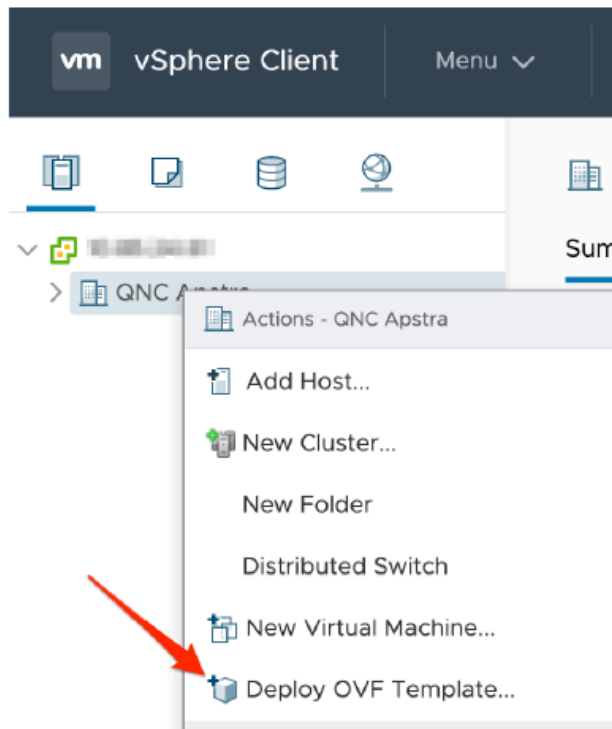 vm vSphere Client Menu
Sum
QNC Apstra
Actions - QNC Apstra
Add Host...
New Cluster...
New Folder
Distributed Switch
New Virtual Machine...
Deploy OVF Template...